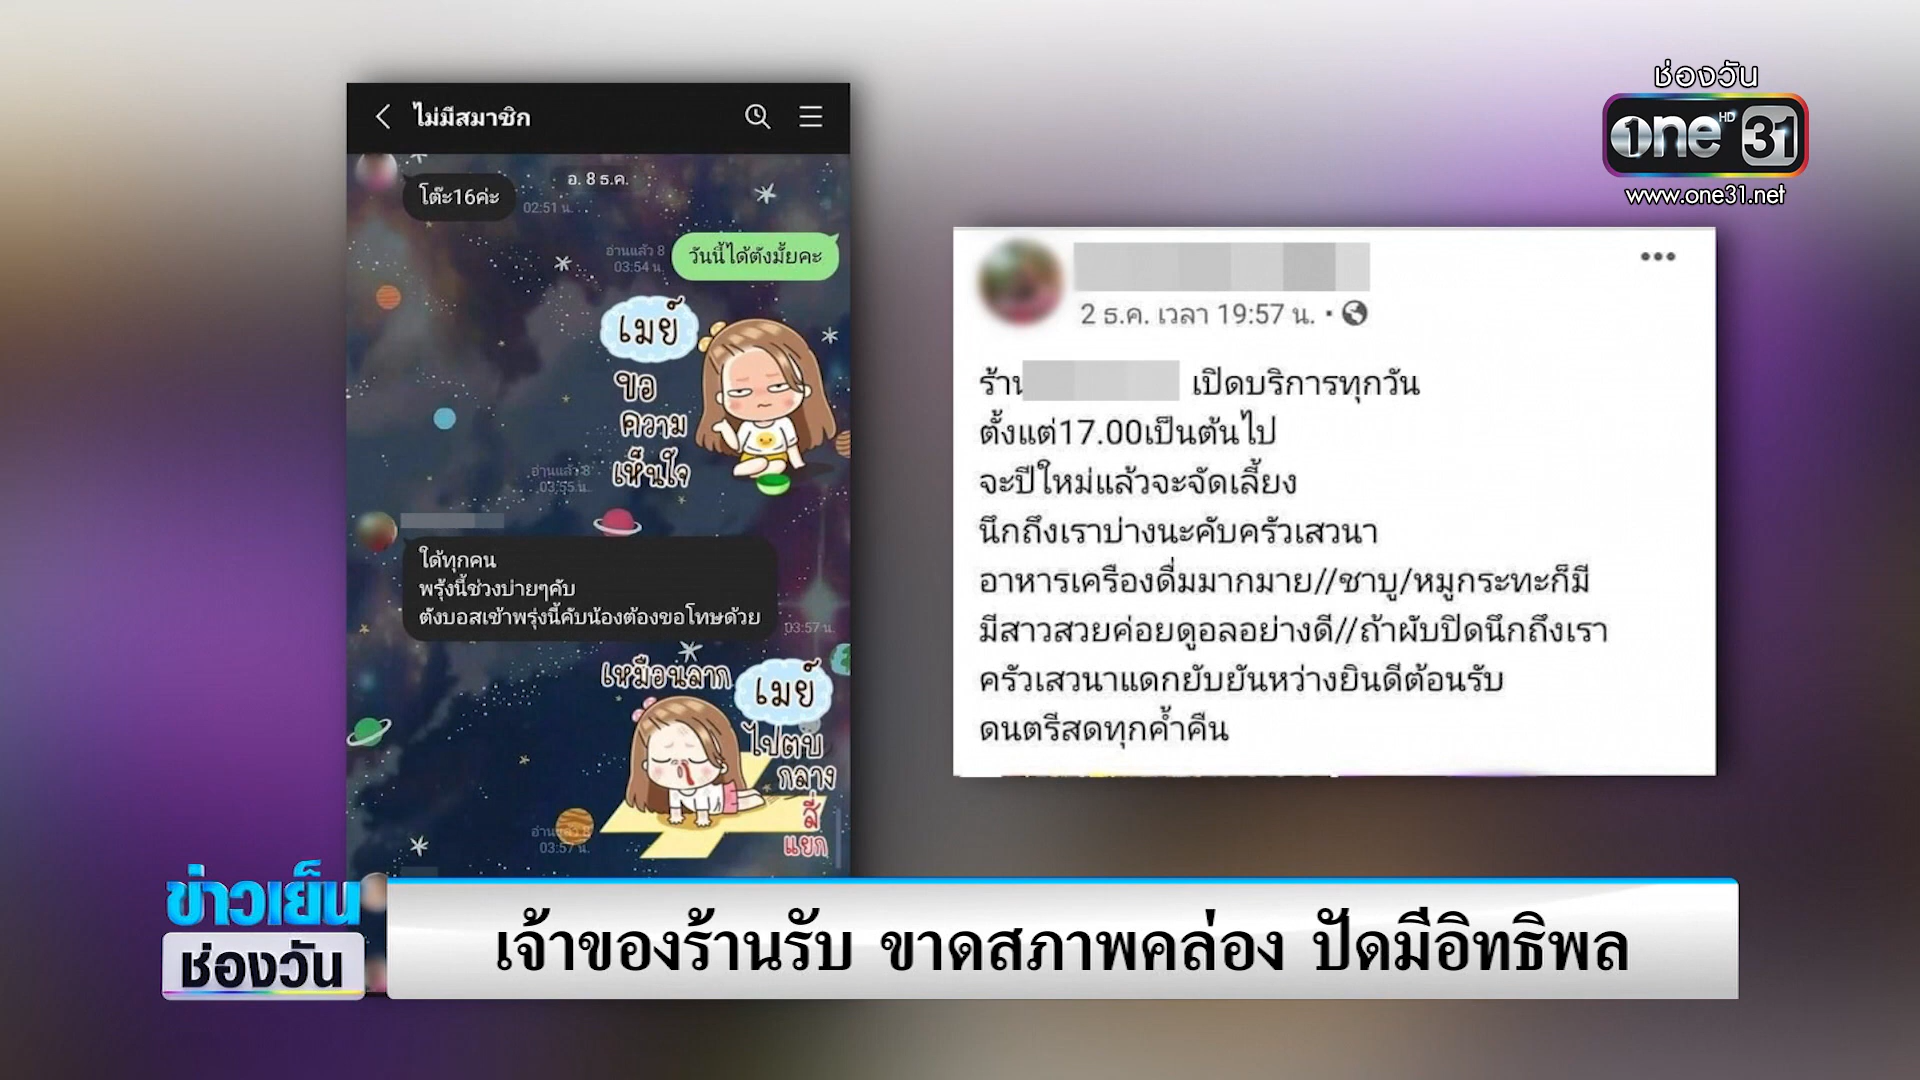 ช่องวัน
one HD 31
www.one31.net
ไม่มีสมาชิก
อ. 8 ธ.ค.
โต๊ะ16ค่ะ
02:51 น.
อ่านแล้ว 8
03:54 น.
วันนี้ได้ตังมั้ยคะ
เมย์
ขอ
ความ
เห็นใจ
อ่านแล้ว 8
03:55 น.
ใด้ทุกคน
พรุ้งนี้ช่วงบ่ายๆคับ
ตังบอสเข้าพรุ่งนี้คับน้องต้องขอโทษด้วย
03:57 น.
เหมือนลาก
เมย์
ไปตบ
กลาง
สี่
แยก
อ่านแล้ว 8
03:57 น.
2 ธ.ค. เวลา 19:57 น.
ร้าน เปิดบริการทุกวัน
ตั้งแต่17.00เป็นต้นไป
จะปีใหม่แล้วจะจัดเลี้ยง
นึกถึงเราบ่างนะคับครัวเสวนา
อาหารเครืองดื่มมากมาย//ชาบู/หมูกระทะก็มี
มีสาวสวยค่อยดูอลอย่างดี//ถ้าผับปิดนึกถึงเรา
ครัวเสวนาแดกยับยันหว่างยินดีต้อนรับ
ดนตรีสดทุกค้ำคืน
ข่าวเย็น
ช่องวัน
เจ้าของร้านรับ ขาดสภาพคล่อง ปัดมีอิทธิพล